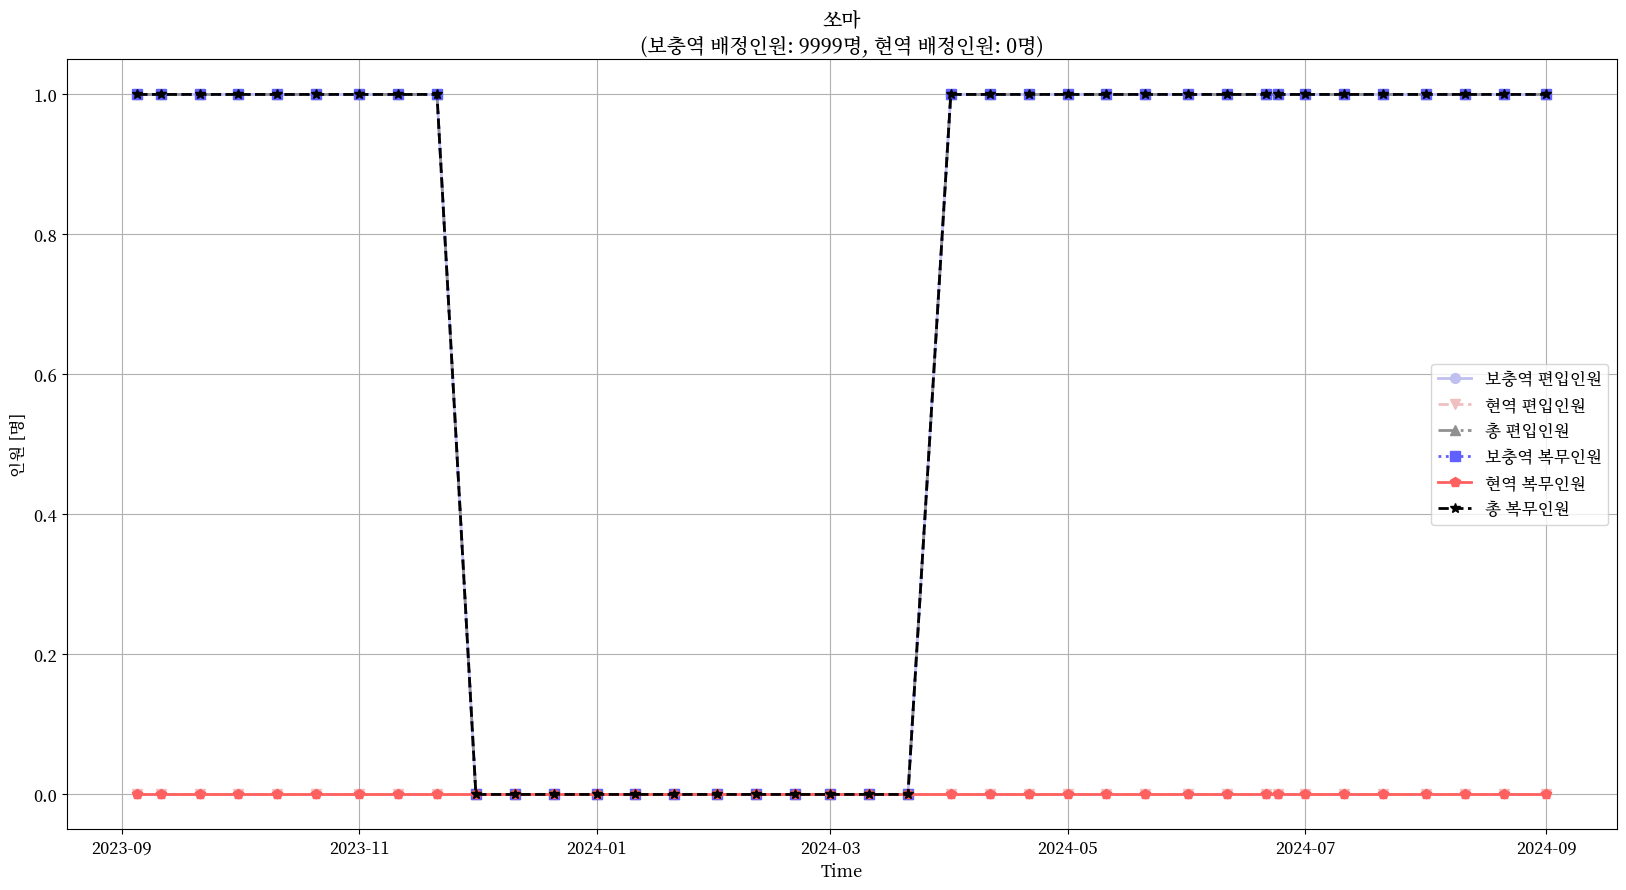 쏘마
(보충역 배정인원: 9999명, 현역 배정인원: 0명)
1.0
0.8
0.6
0.4
0.2
0.0
인원 [명]
보충역 편입인원
현역 편입인원
총 편입인원
보충역 복무인원
현역 복무인원
총 복무인원
2023-09
2023-11
2024-01
2024-03
2024-05
2024-07
2024-09
Time